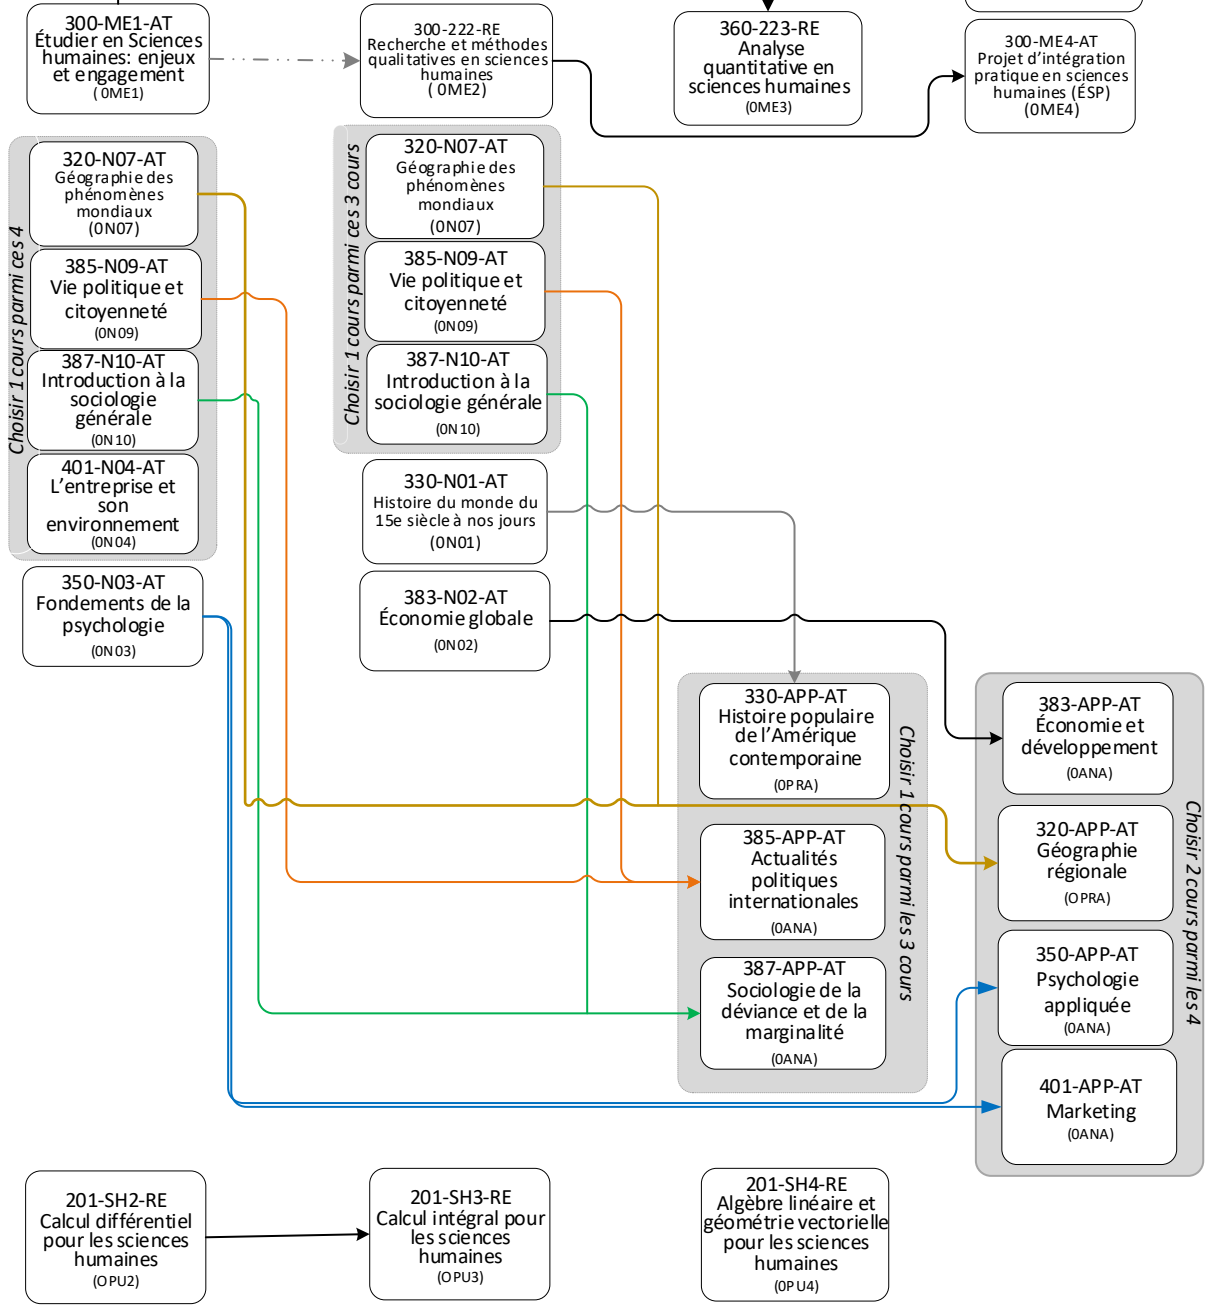 300-ME1-AT
Étudier en Sciences
humaines: enjeux
et engagement
( 0ME1)
300-222-RE
Recherche et méthodes
qualitatives en sciences
humaines
( 0ME2)
360-223-RE
Analyse
quantitative en
sciences humaines
(0ME3)
300-ME4-AT
Projet d’intégration
pratique en sciences
humaines (ÉSP)
(0ME4)
Choisir 1 cours parmi ces 4
320-N07-AT
Géographie des
phénomènes
mondiaux
(0N07)
385-N09-AT
Vie politique et
citoyenneté
(0N09)
387-N10-AT
Introduction à la
sociologie
générale
(0N10)
401-N04-AT
L’entreprise et
son
environnement
(0N04)
350-N03-AT
Fondements de la
psychologie
(0N03)
Choisir 1 cours parmi ces 3 cours
320-N07-AT
Géographie des
phénomènes
mondiaux
(0N07)
385-N09-AT
Vie politique et
citoyenneté
(0N09)
387-N10-AT
Introduction à la
sociologie générale
(0N10)
330-N01-AT
Histoire du monde du
15e siècle à nos jours
(0N01)
383-N02-AT
Économie globale
(0N02)
330-APP-AT
Histoire populaire
de l’Amérique
contemporaine
(0PRA)
385-APP-AT
Actualités
politiques
internationales
(0ANA)
387-APP-AT
Sociologie de la
déviance et de la
marginalité
(0ANA)
Choisir 1 cours parmi les 3 cours
383-APP-AT
Économie et
développement
(0ANA)
320-APP-AT
Géographie
régionale
(OPRA)
350-APP-AT
Psychologie
appliquée
(0ANA)
401-APP-AT
Marketing
(0ANA)
Choisir 2 cours parmi les 4
201-SH2-RE
Calcul différentiel
pour les sciences
humaines
(OPU2)
201-SH3-RE
Calcul intégral pour
les sciences
humaines
(OPU3)
201-SH4-RE
Algèbre linéaire et
géométrie vectorielle
pour les sciences
humaines
(0PU4)